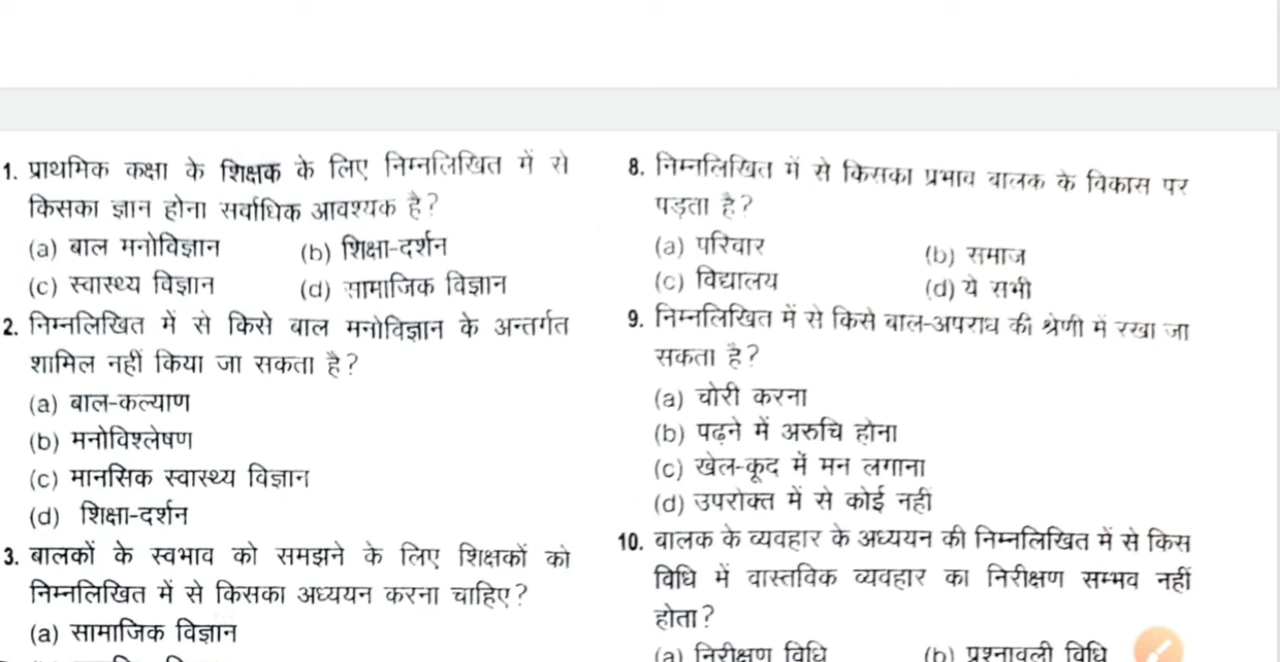 1. प्राथमिक कक्षा के शिक्षक के लिए निम्नलिखित में से
किसका ज्ञान होना सर्वाधिक आवश्यक है?
(a) बाल मनोविज्ञान (b) शिक्षा-दर्शन
(c) स्वास्थ्य विज्ञान (d) सामाजिक विज्ञान
2. निम्नलिखित में से किसे बाल मनोविज्ञान के अन्तर्गत
शामिल नहीं किया जा सकता है?
(a) बाल-कल्याण
(b) मनोविश्लेषण
(c) मानसिक स्वास्थ्य विज्ञान
(d) शिक्षा-दर्शन
3. बालकों के स्वभाव को समझने के लिए शिक्षकों को
निम्नलिखित में से किसका अध्ययन करना चाहिए?
(a) सामाजिक विज्ञान
8. निम्नलिखित में से किसका प्रभाव बालक के विकास पर
पड़ता है?
(a) परिवार (b) समाज
(c) विद्यालय (d) ये सभी
9. निम्नलिखित में से किसे बाल-अपराध की श्रेणी में रखा जा
सकता है?
(a) चोरी करना
(b) पढ़ने में अरुचि होना
(c) खेल-कूद में मन लगाना
(d) उपरोक्त में से कोई नहीं
10. बालक के व्यवहार के अध्ययन की निम्नलिखित में से किस
विधि में वास्तविक व्यवहार का निरीक्षण सम्भव नहीं
होता?
(a) निरीक्षण विधि (b) प्रश्नावली विधि